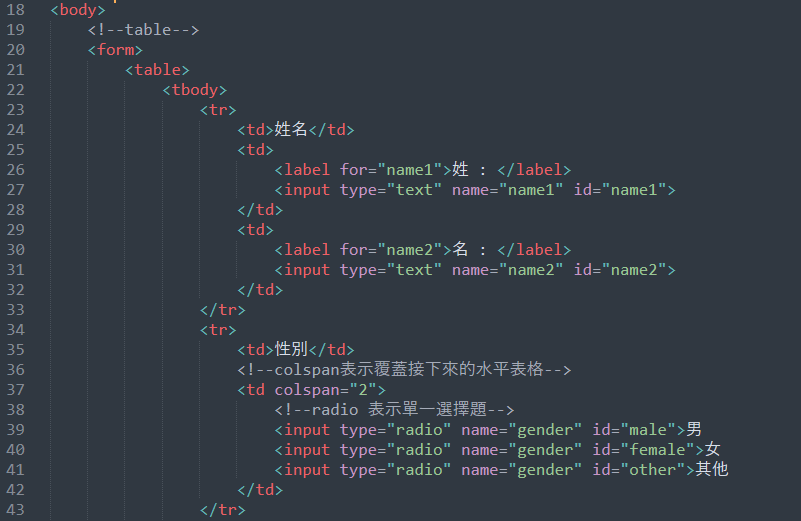 18 <body>
19 <!--table-->
20 <form>
21 <table>
22 <tbody>
23 <tr>
24 <td>姓名</td>
25 <td>
26 <label for="name1">姓 : </label>
27 <input type="text" name="name1" id="name1">
28 </td>
29 <td>
30 <label for="name2">名 : </label>
31 <input type="text" name="name2" id="name2">
32 </td>
33 </tr>
34 <tr>
35 <td>性別</td>
36 <!--colspan表示覆蓋接下來的水平表格-->
37 <td colspan="2">
38 <!--radio 表示單一選擇題-->
39 <input type="radio" name="gender" id="male">男
40 <input type="radio" name="gender" id="female">女
41 <input type="radio" name="gender" id="other">其他
42 </td>
43 </tr>